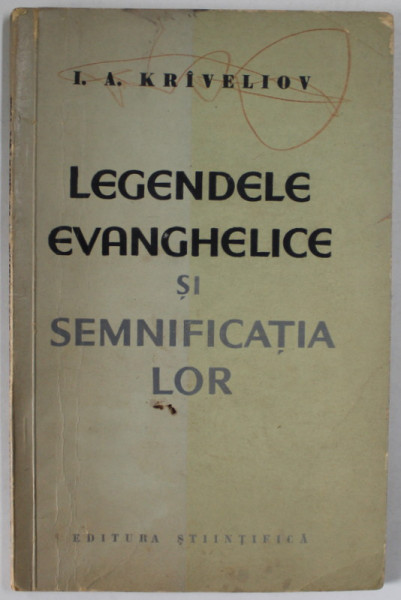 I. A. KRÎVELIOV
LEGENDELE
EVANGHELICE
ȘI
SEMNIFICAȚIA
LOR
EDITURA ȘTIINȚIFICĂ